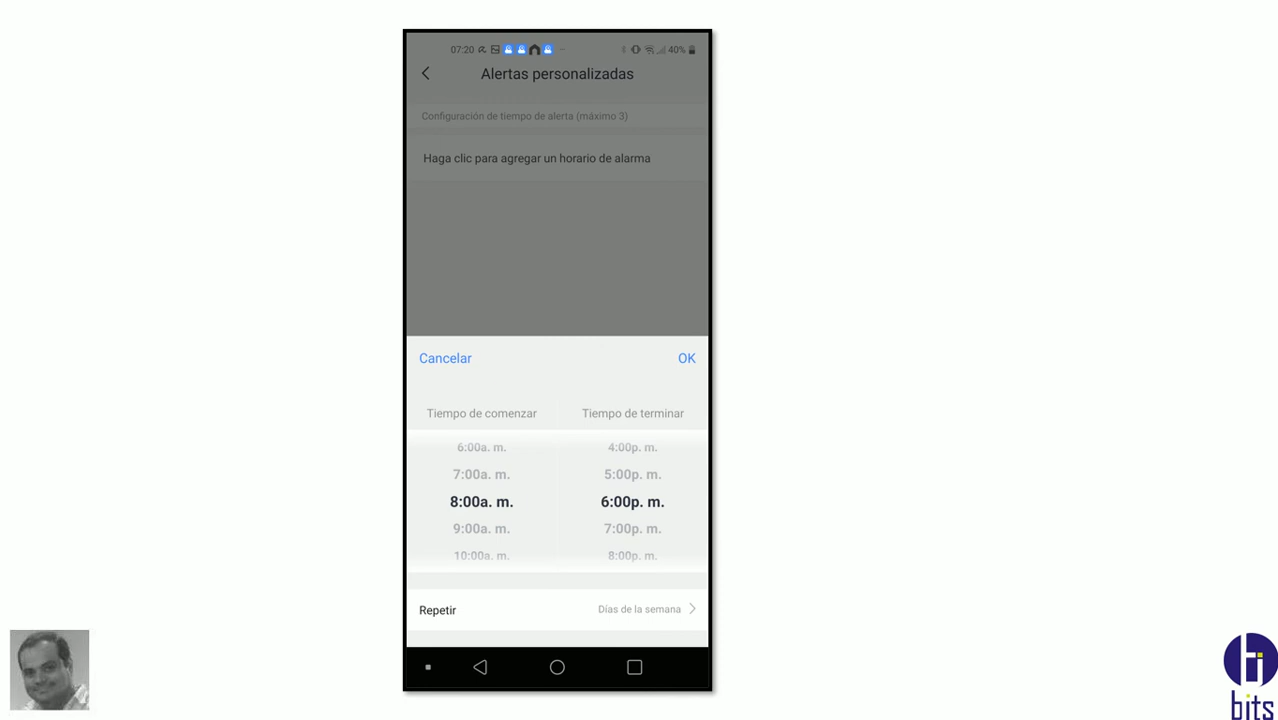 07:20
40%
Alertas personalizadas
Configuración de tiempo de alerta (máximo 3)
Haga clic para agregar un horario de alarma
Cancelar
OK
Tiempo de comenzar
Tiempo de terminar
6:00a. m.
4:00p. m.
7:00a. m.
5:00p. m.
8:00a. m.
6:00p. m.
9:00a. m.
7:00p. m.
10:00a. m.
8:00p. m.
Repetir
Días de la semana
bits